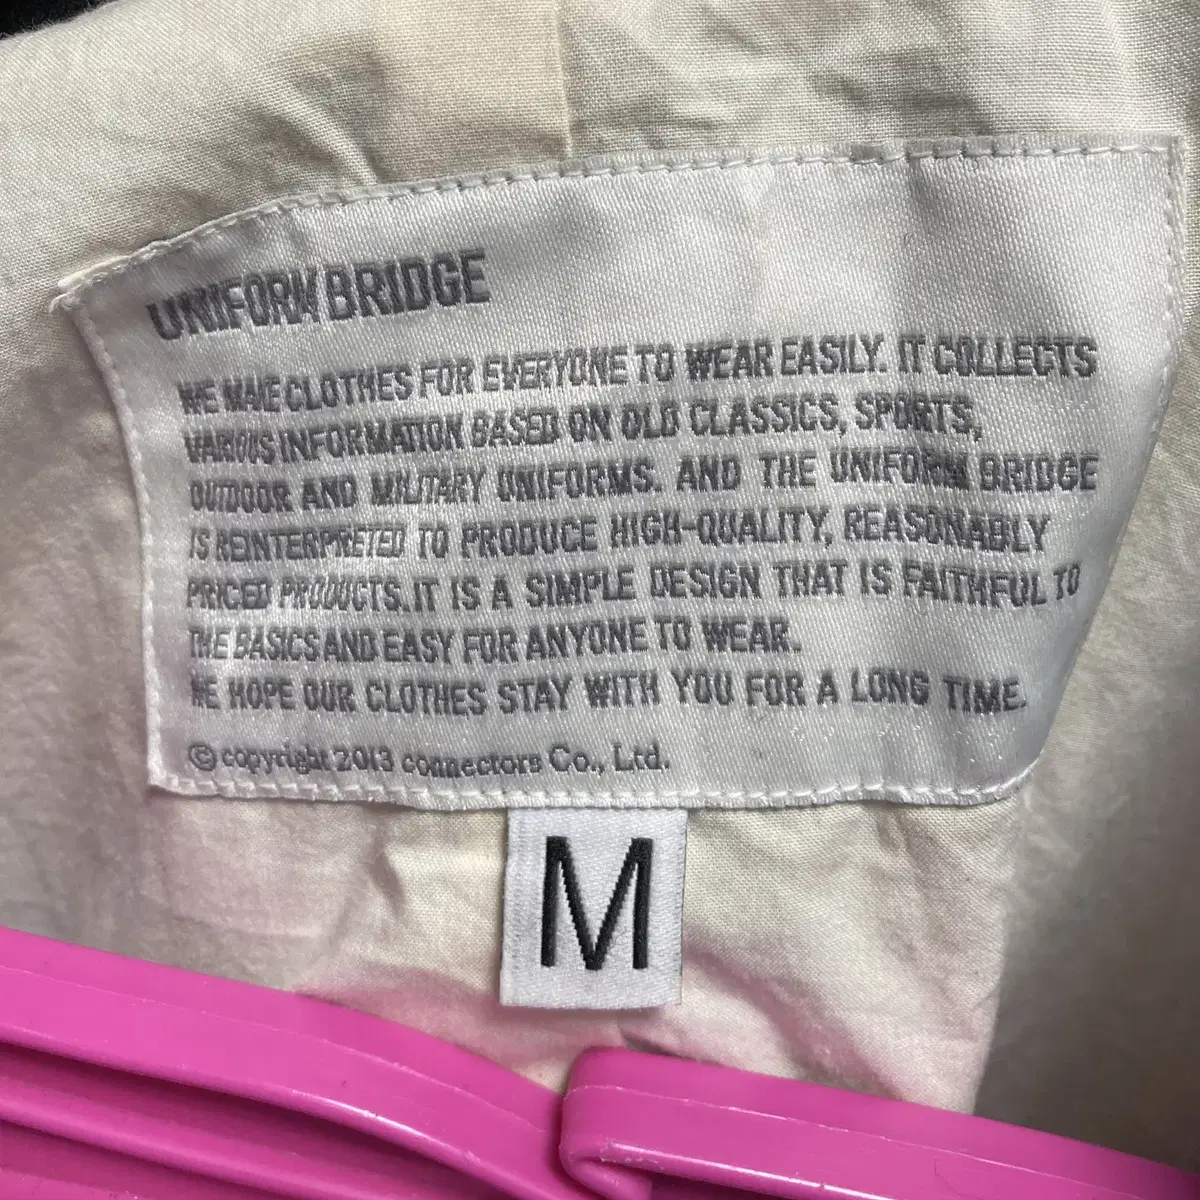 UNIFORM BRIDGE
WE MAKE CLOTHES FOR EVERYONE TO WEAR EASILY. IT COLLECTS
VARIOUS INFORMATION BASED ON OLD CLASSICS, SPORTS,
OUTDOOR AND MILITARY UNIFORMS. AND THE UNIFORM BRIDGE
IS REINTERPRETED TO PRODUCE HIGH-QUALITY, REASONABLY
PRICED PRODUCTS. IT IS A SIMPLE DESIGN THAT IS FAITHFUL TO
THE BASICS AND EASY FOR ANYONE TO WEAR.
WE HOPE OUR CLOTHES STAY WITH YOU FOR A LONG TIME.
© copyright 2013 connectors Co., Ltd.
M